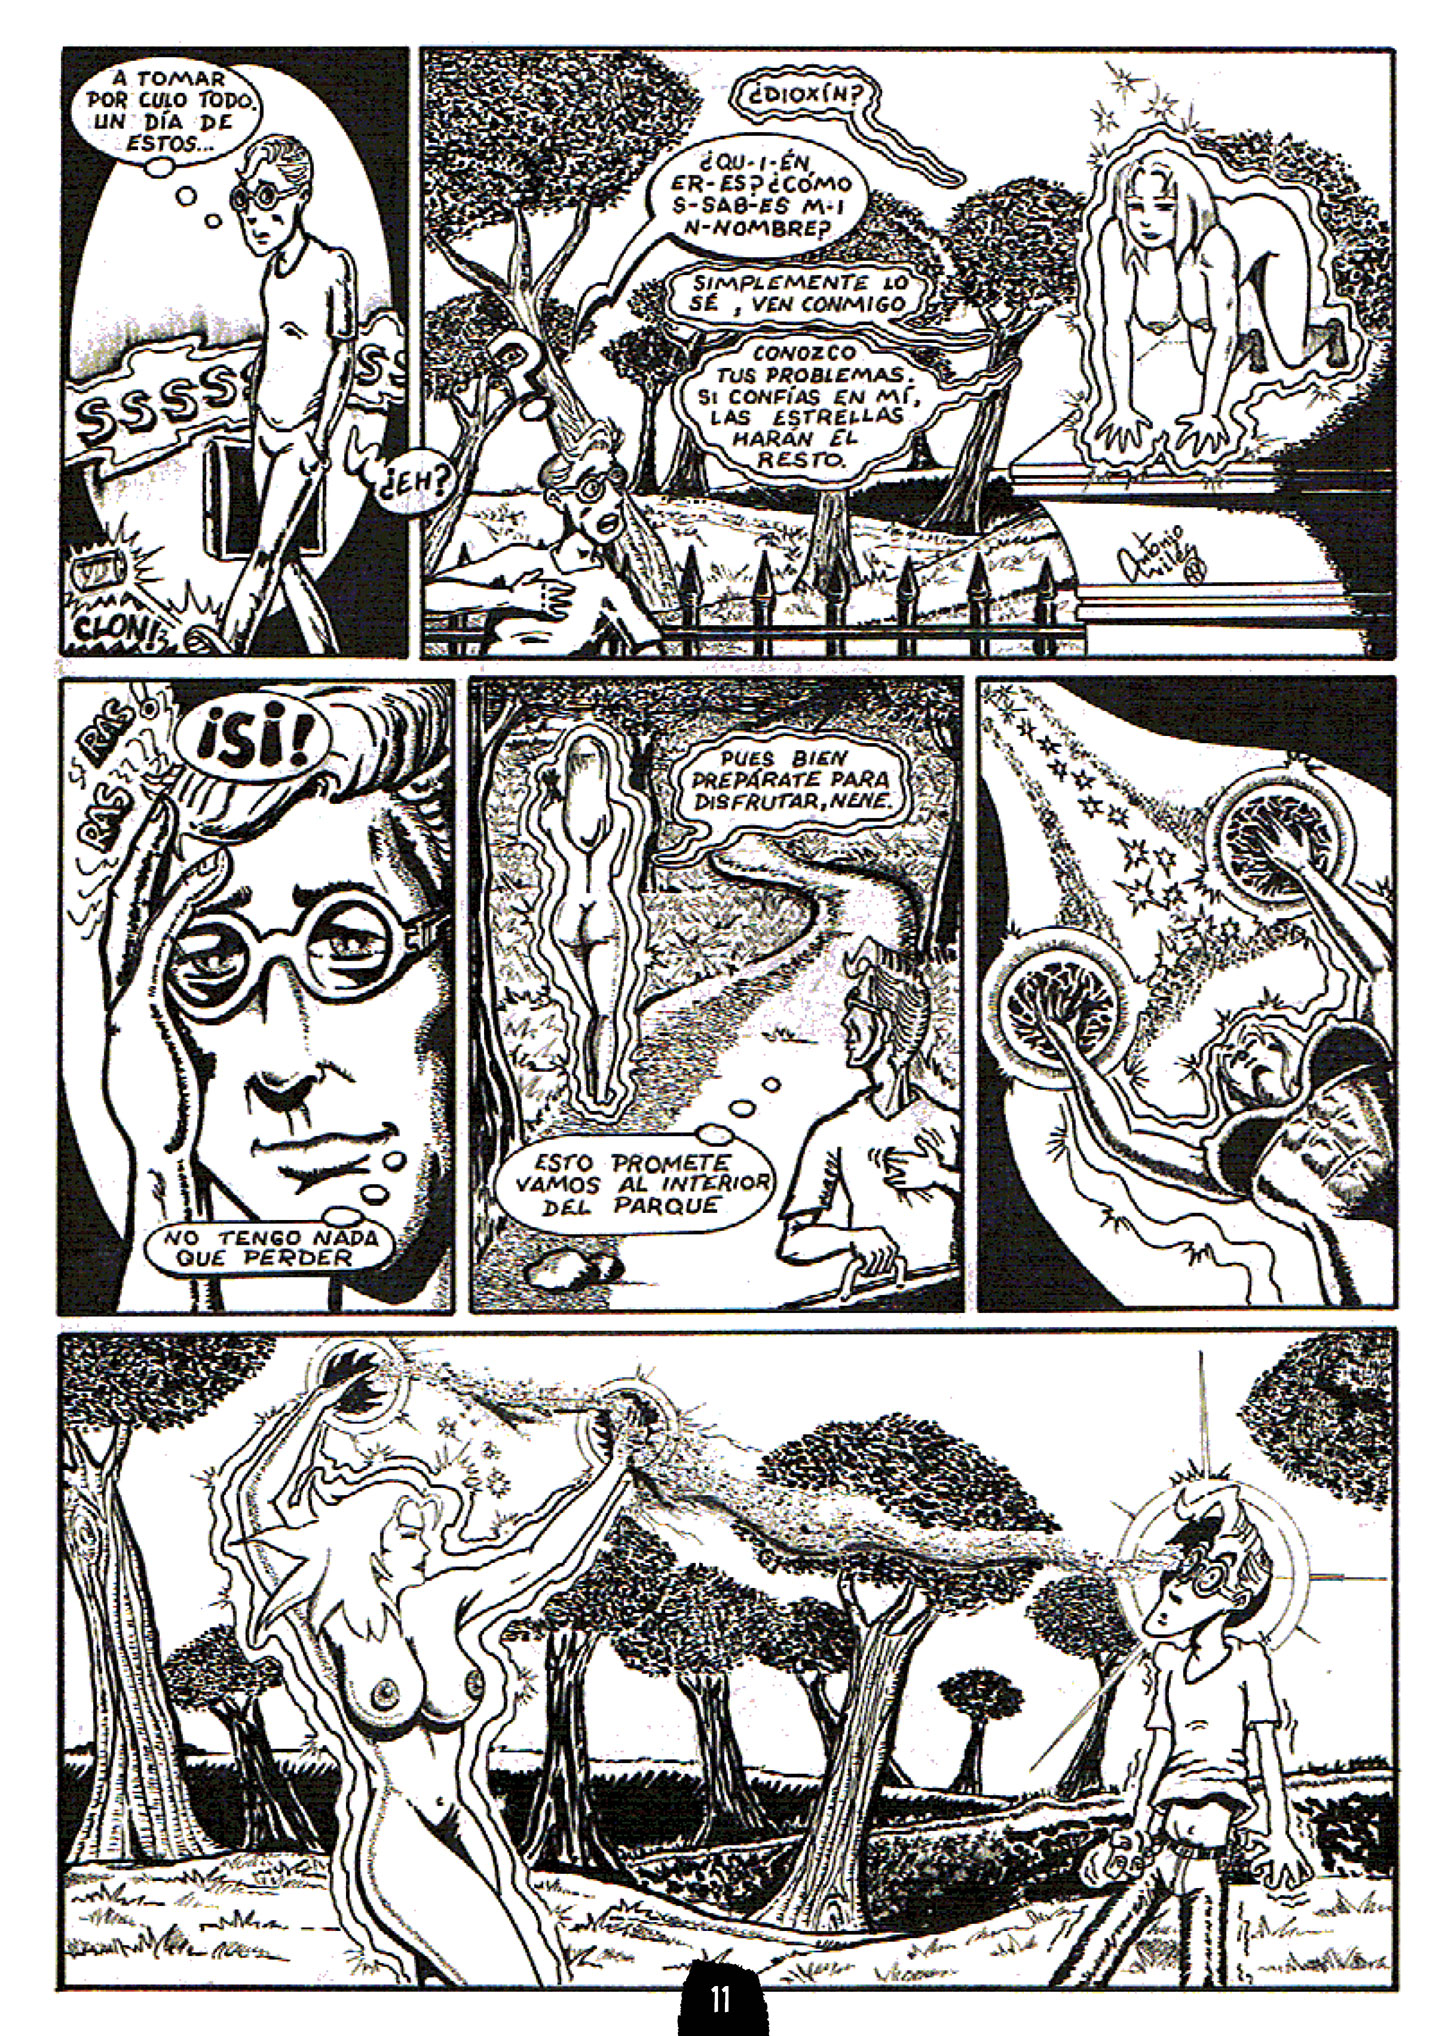 A TOMAR
POR CULO TODO.
UN DÍA DE
ESTOS...
SSSS
S
¿EH?
CLON!
¿DIOXÍN?
¿QU-I-ÉN
ER-ES? ¿CÓMO
S-SAB-ES M-I
N-NOMBRE?
SIMPLEMENTE LO
SÉ, VEN CONMIGO
CONOZCO
TUS PROBLEMAS.
SI CONFÍAS EN MÍ,
LAS ESTRELLAS
HARÁN EL
RESTO.
?
Antonio
RAS
RAS
¡SÍ!
NO TENGO NADA
QUE PERDER
PUES BIEN
PREPÁRATE PARA
DISFRUTAR, NENE.
ESTO PROMETE
VAMOS AL INTERIOR
DEL PARQUE
11